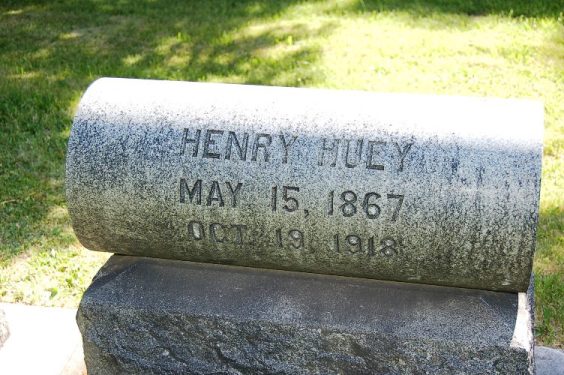 HENRY HUEY
MAY 15, 1867
OCT. 19, 1918